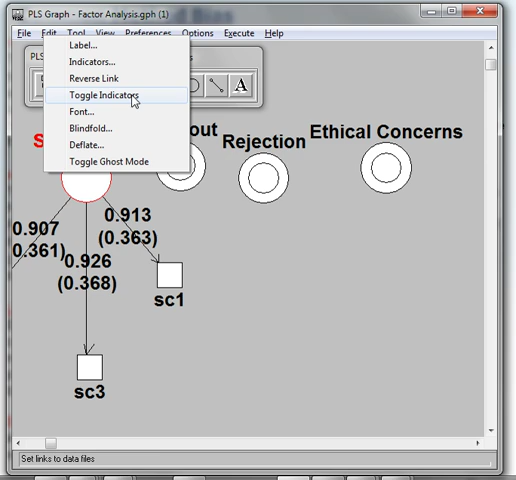 PLS Graph - Factor Analysis.gph (1)
File Edit Tool View Preferences Options Execute Help
Label...
Indicators...
Reverse Link
Toggle Indicators
Font...
Blindfold...
Deflate...
Toggle Ghost Mode
PLS
A
S
out
Rejection
Ethical Concerns
0.907
0.361)
0.926
(0.368)
0.913
(0.363)
sc1
sc3
Set links to data files